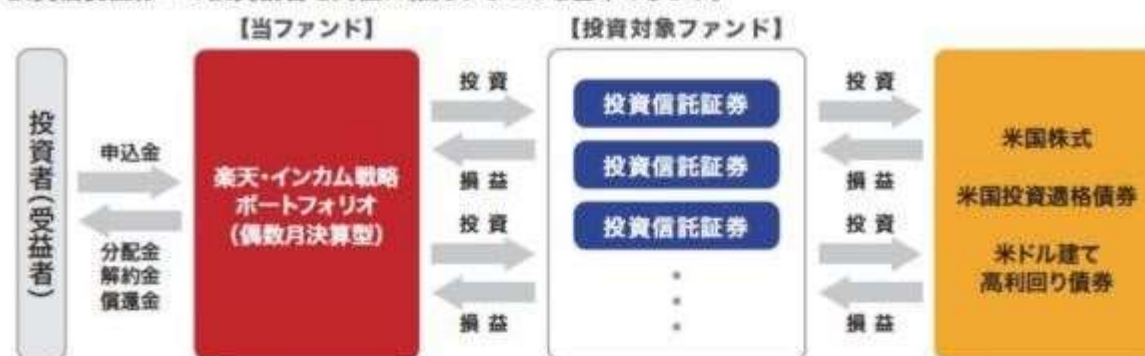 【当ファンド】
【投資対象ファンド】
投資者(受益者)
申込金
分配金
解約金
償還金
楽天・インカム戦略
ポートフォリオ
(偶数月決算型)
投資
損益
投資
損益
投資信託証券
投資信託証券
投資信託証券
投資
損益
投資
損益
米国株式
米国投資適格債券
米ドル建て
高利回り債券